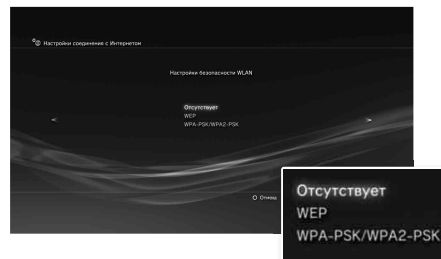 Настройки соединения с Интернетом
Настройки безопасности WLAN
Отсутствует
WEP
WPA-PSK/WPA2-PSK
Отмена
Отсутствует
WEP
WPA-PSK/WPA2-PSK